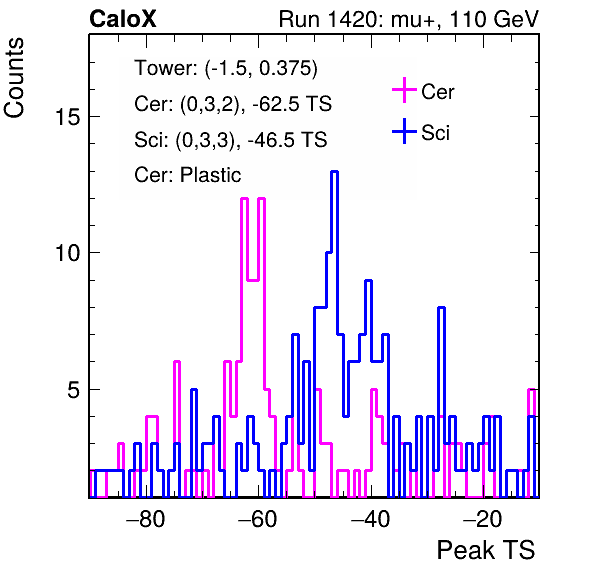 CaloX Run 1420: mu+, 110 GeV
Counts
Tower: (-1.5, 0.375)
Cer: (0,3,2), -62.5 TS
Sci: (0,3,3), -46.5 TS
Cer: Plastic
Cer
Sci
15
10
5
−80 −60 −40 −20
Peak TS